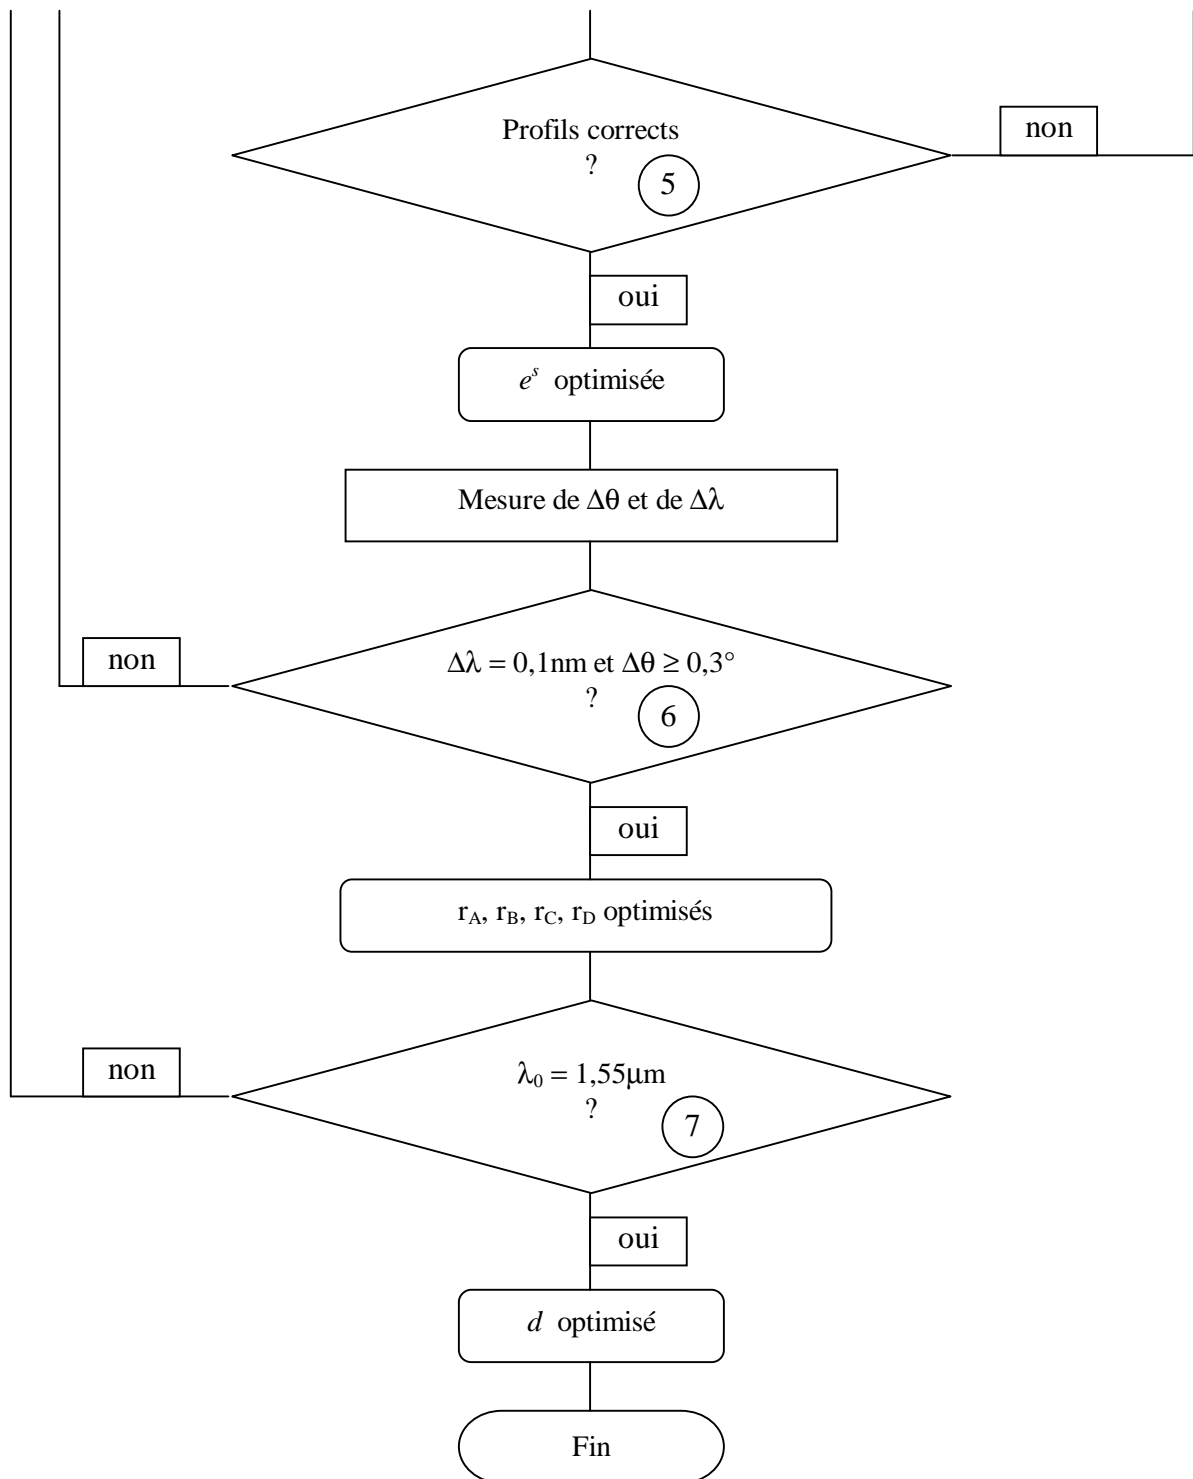 Profils corrects
?
5
non
oui
e^s optimisée
Mesure de Δθ et de Δλ
non
Δλ = 0,1nm et Δθ ≥ 0,3°
?
6
oui
r_A, r_B, r_C, r_D optimisés
non
λ_0 = 1,55μm
?
7
oui
d optimisé
Fin